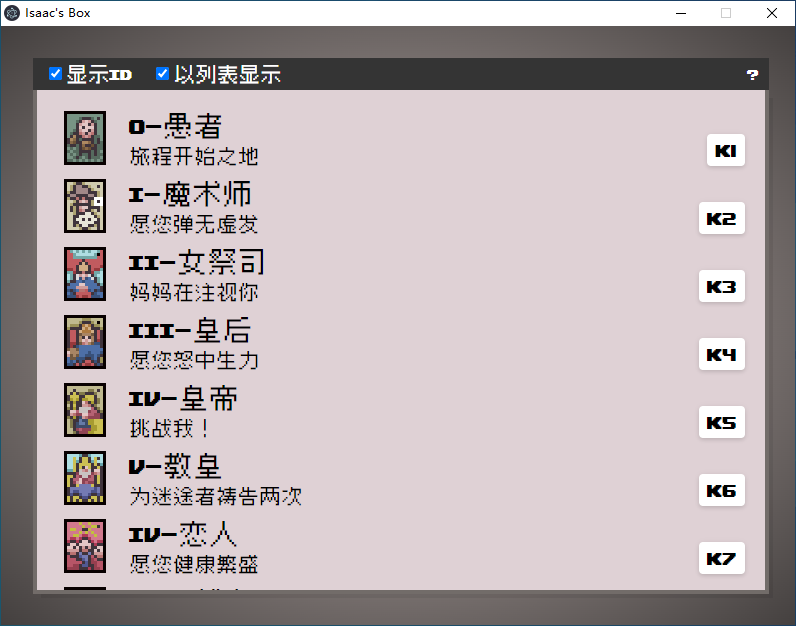 Isaac's Box
显示ID 以列表显示 ?
0-愚者
旅程开始之地
K1
I-魔术师
愿您弹无虚发
K2
II-女祭司
妈妈在注视你
K3
III-皇后
愿您怒中生力
K4
IV-皇帝
挑战我！
K5
V-教皇
为迷途者祷告两次
K6
IV-恋人
愿您健康繁盛
K7